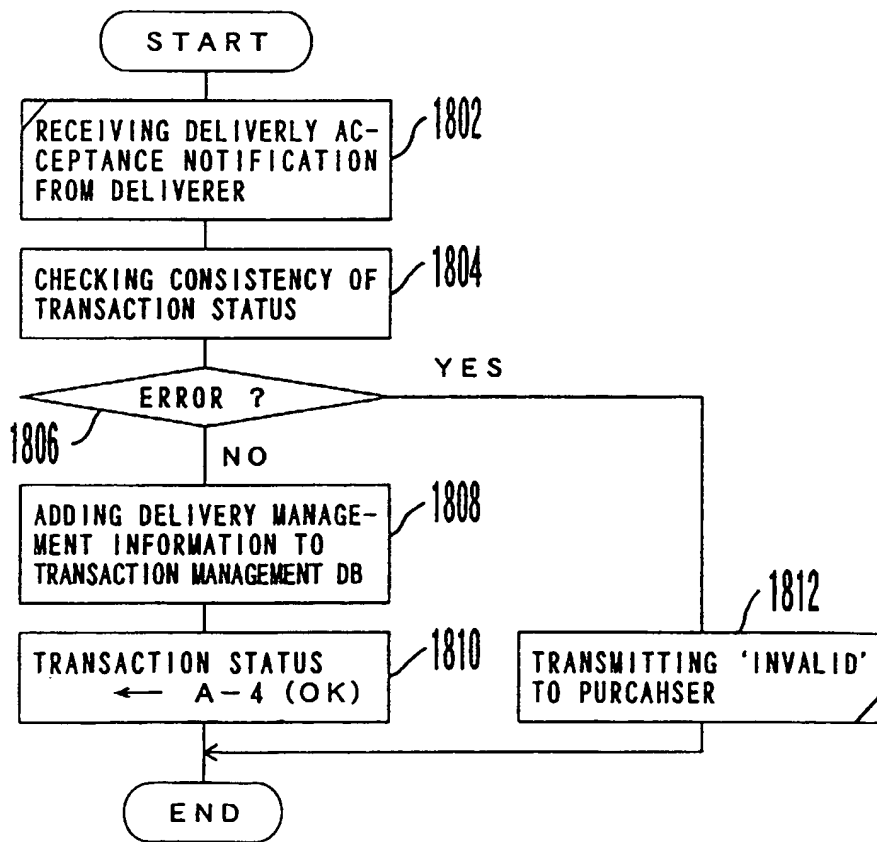 START
RECEIVING DELIVERLY AC-
CEPTANCE NOTIFICATION
FROM DELIVERER
1802
CHECKING CONSISTENCY OF
TRANSACTION STATUS
1804
ERROR ?
YES
1806
NO
ADDING DELIVERY MANAGE-
MENT INFORMATION TO
TRANSACTION MANAGEMENT DB
1808
TRANSACTION STATUS
← A-4 (OK)
1810
1812
TRANSMITTING ‘INVALID’
TO PURCAHSER
END